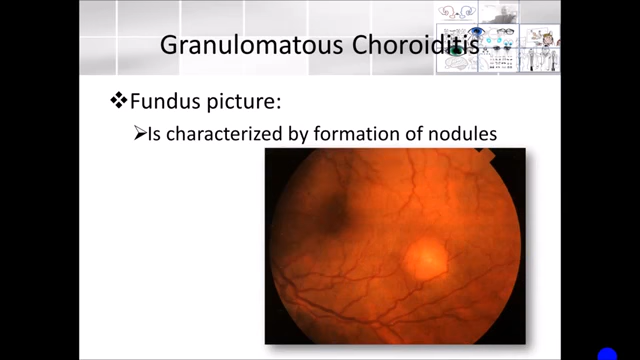 Granulomatous Choroiditis
❖Fundus picture:
➢Is characterized by formation of nodules